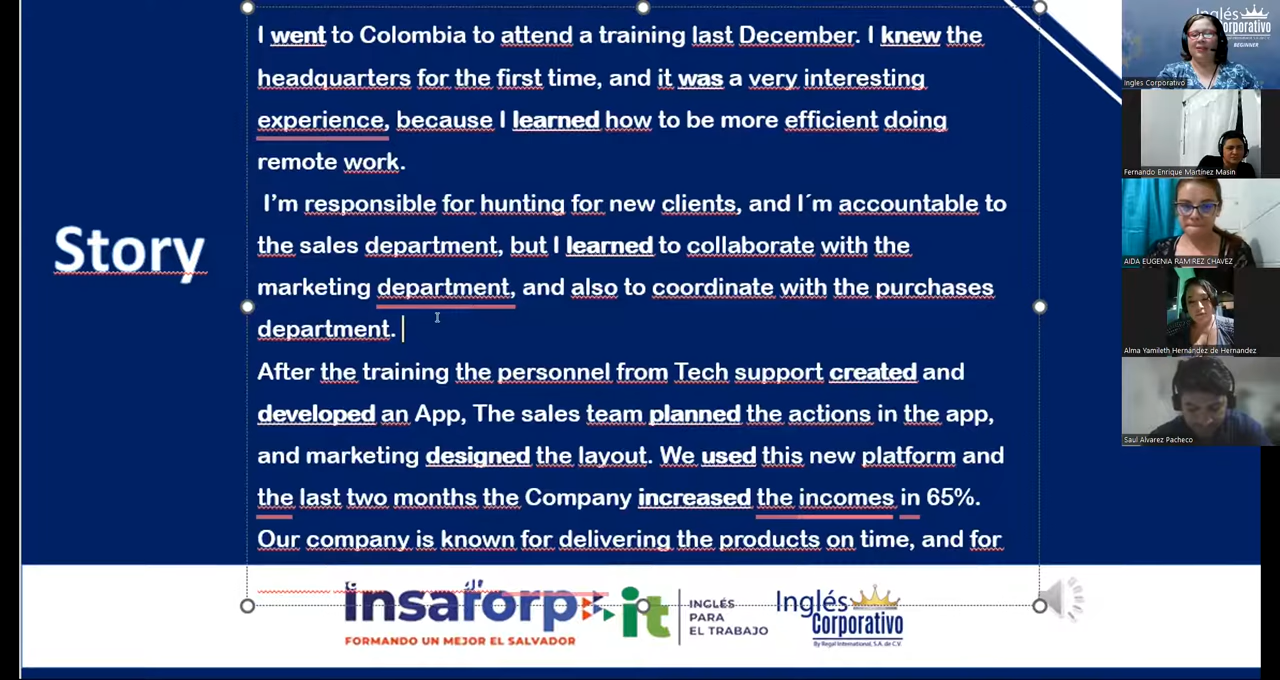 Story
I went to Colombia to attend a training last December. I knew the
headquarters for the first time, and it was a very interesting
experience, because I learned how to be more efficient doing
remote work.
I'm responsible for hunting for new clients, and I´m accountable to
the sales department, but I learned to collaborate with the
marketing department, and also to coordinate with the purchases
department.
After the training the personnel from Tech support created and
developed an App, The sales team planned the actions in the app,
and marketing designed the layout. We used this new platform and
the last two months the Company increased the incomes in 65%.
Our company is known for delivering the products on time, and for
insaforp
FORMANDO UN MEJOR EL SALVADOR
it
INGLÉS
PARA
EL TRABAJO
Inglés
Corporativo
By Regal International, S.A. de C.V.
Inglés
Corporativo
BEGINNER
Ingles Corporativo
Fernando Enrique Martínez Masin
AIDA EUGENIA RAMIREZ CHAVEZ
Alma Yamileth Hernández de Hernandez
Saul Alvarez Pacheco